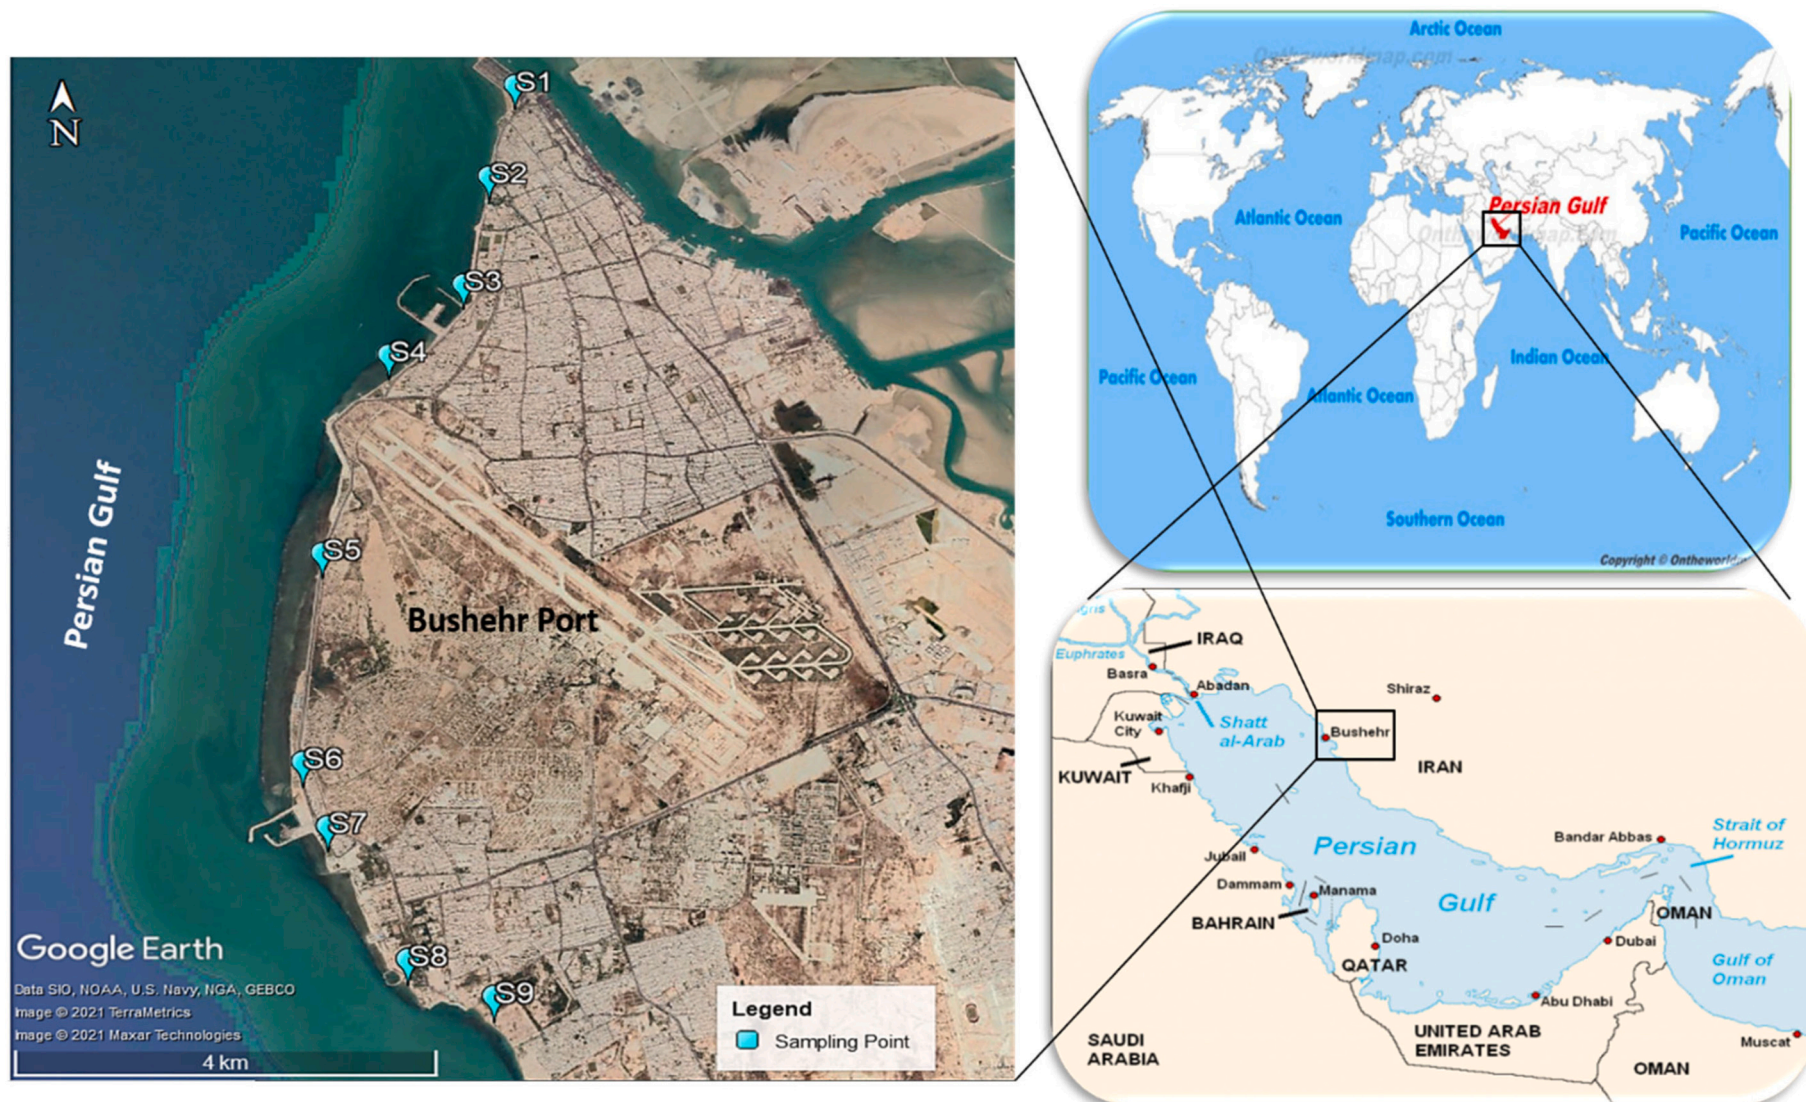 N
S1
S2
S3
S4
S5
S6
S7
S8
S9
Persian Gulf
Bushehr Port
Google Earth
Data SIO, NOAA, U.S. Navy, NGA, GEBCO
Image © 2021 TerraMetrics
Image © 2021 Maxar Technologies
4 km
Legend
Sampling Point
Arctic Ocean
Ontheworldmap.com
Persian Gulf
Atlantic Ocean
Pacific Ocean
Indian Ocean
Pacific Ocean
Atlantic Ocean
Southern Ocean
Copyright © Ontheworld
IRAQ
Euphrates
Basra
Abadan
Shiraz
Kuwait
City
Shatt
al-Arab
Bushehr
KUWAIT
IRAN
Khafji
Persian
Gulf
Bandar Abbas
Strait of
Hormuz
Jubail
Dammam
Manama
BAHRAIN
OMAN
Doha
Dubai
QATAR
Gulf of
Oman
Abu Dhabi
SAUDI
ARABIA
UNITED ARAB
EMIRATES
Muscat
OMAN